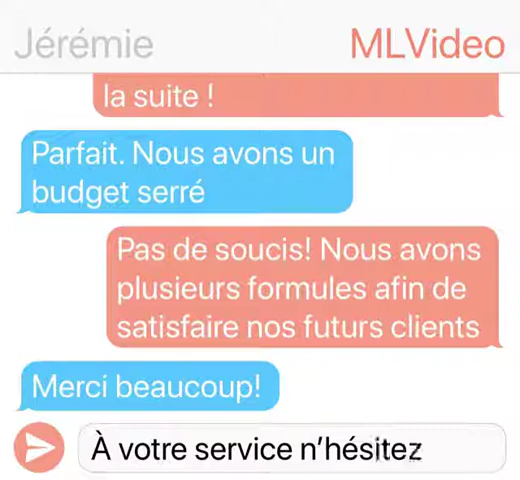 Jérémie
MLVideo
la suite !
Parfait. Nous avons un
budget serré
Pas de soucis! Nous avons
plusieurs formules afin de
satisfaire nos futurs clients
Merci beaucoup!
À votre service n’hésitez